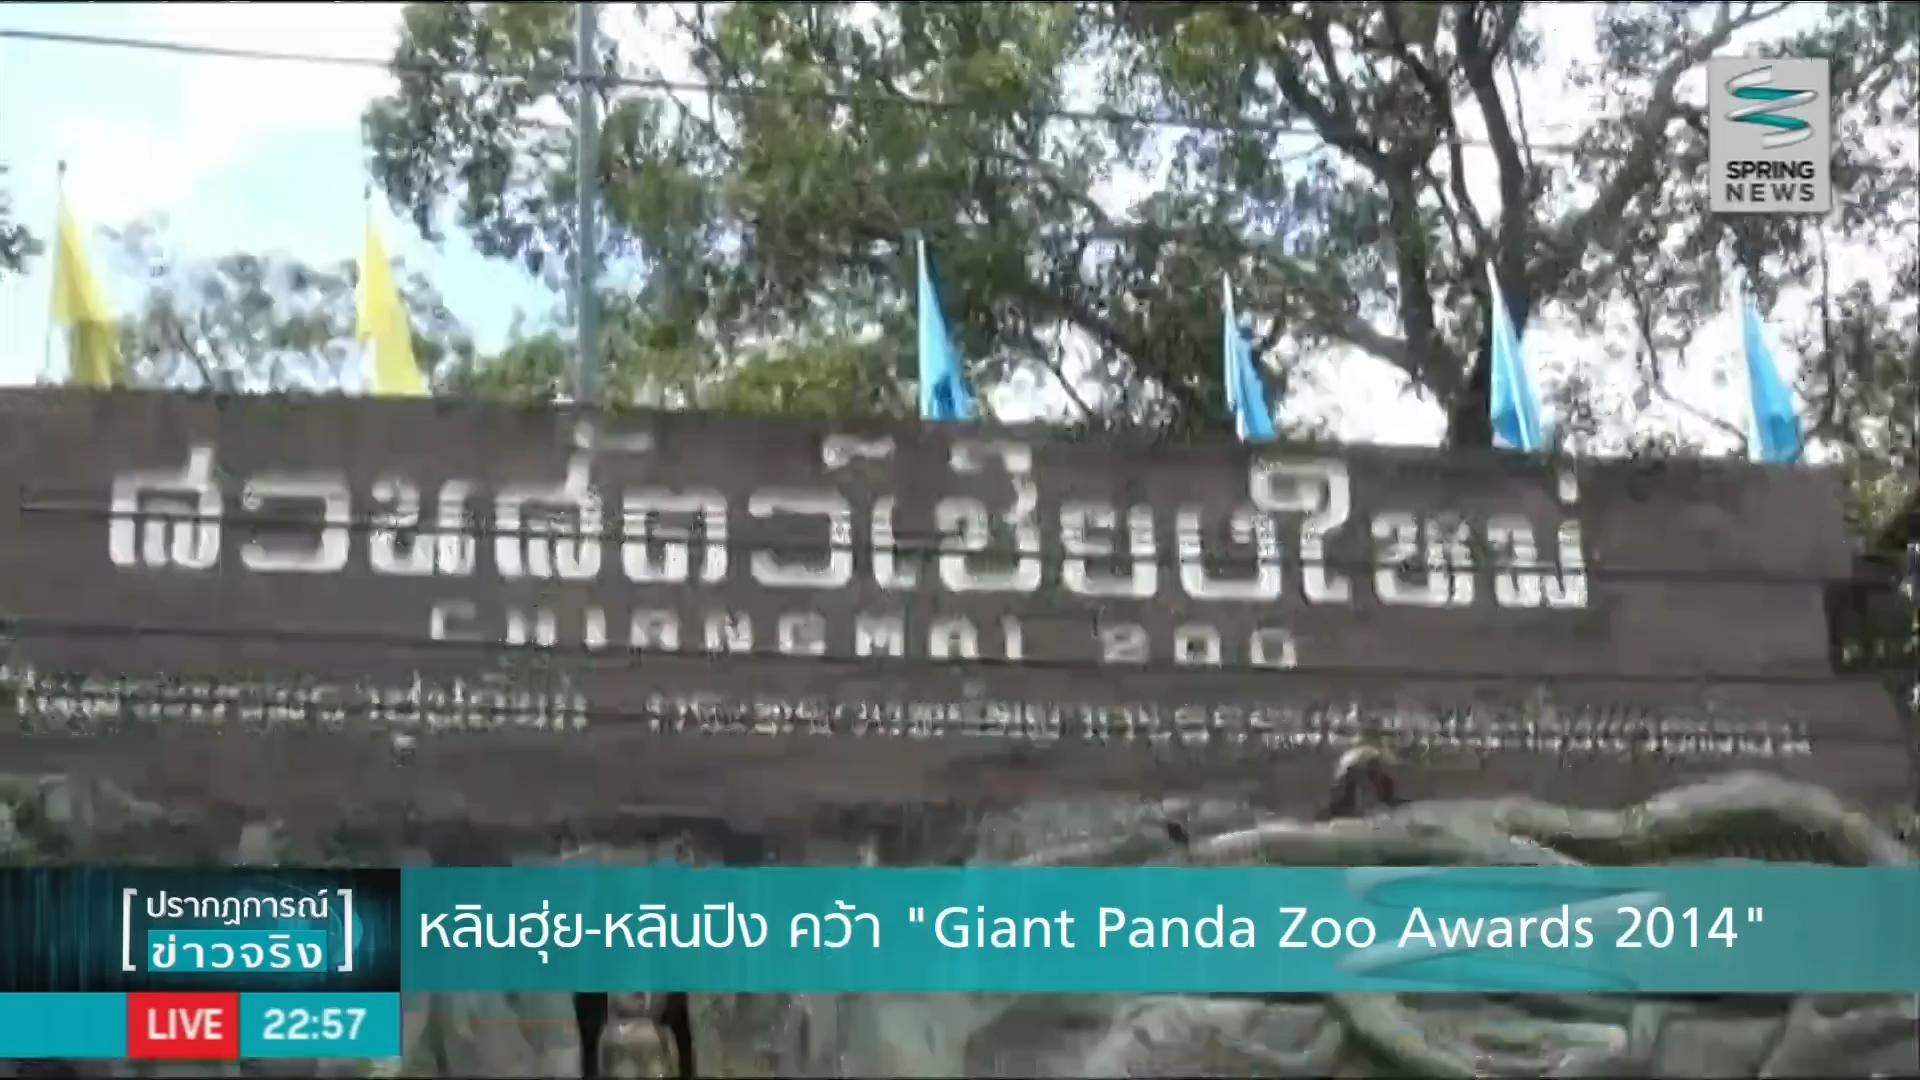 SPRING
NEWS
สวนสัตว์เชียงใหม่
CHIANGMAI ZOO
[ปรากฏการณ์
ข่าวจริง]
หลินฮุ่ย-หลินปิง คว้า "Giant Panda Zoo Awards 2014"
LIVE 22:57